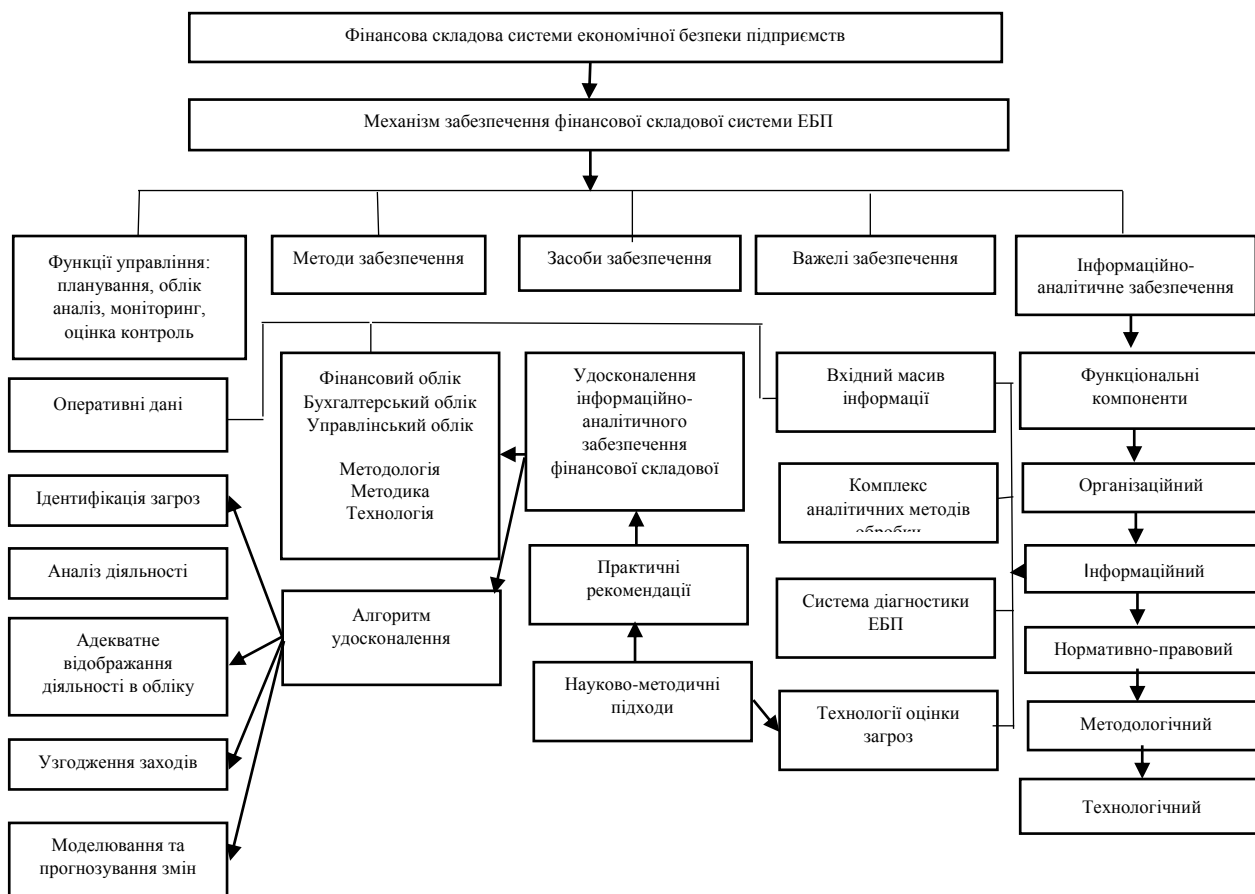 Фінансова складова системи економічної безпеки підприємств
Механізм забезпечення фінансової складової системи ЕБП
Функції управління:
планування, облік
аналіз, моніторинг,
оцінка контроль
Методи забезпечення
Засоби забезпечення
Важелі забезпечення
Інформаційно-
аналітичне забезпечення
Оперативні дані
Фінансовий облік
Бухгалтерський облік
Управлінський облік
Методологія
Методика
Технологія
Удосконалення
інформаційно-
аналітичного
забезпечення
фінансової складової
Вхідний масив
інформації
Функціональні
компоненти
Ідентифікація загроз
Комплекс
аналітичних методів
обробки
Організаційний
Аналіз діяльності
Практичні
рекомендації
Інформаційний
Алгоритм
удосконалення
Система діагностики
ЕБП
Адекватне
відображання
діяльності в обліку
Нормативно-правовий
Науково-методичні
підходи
Технології оцінки
загроз
Методологічний
Узгодження заходів
Технологічний
Моделювання та
прогнозування змін